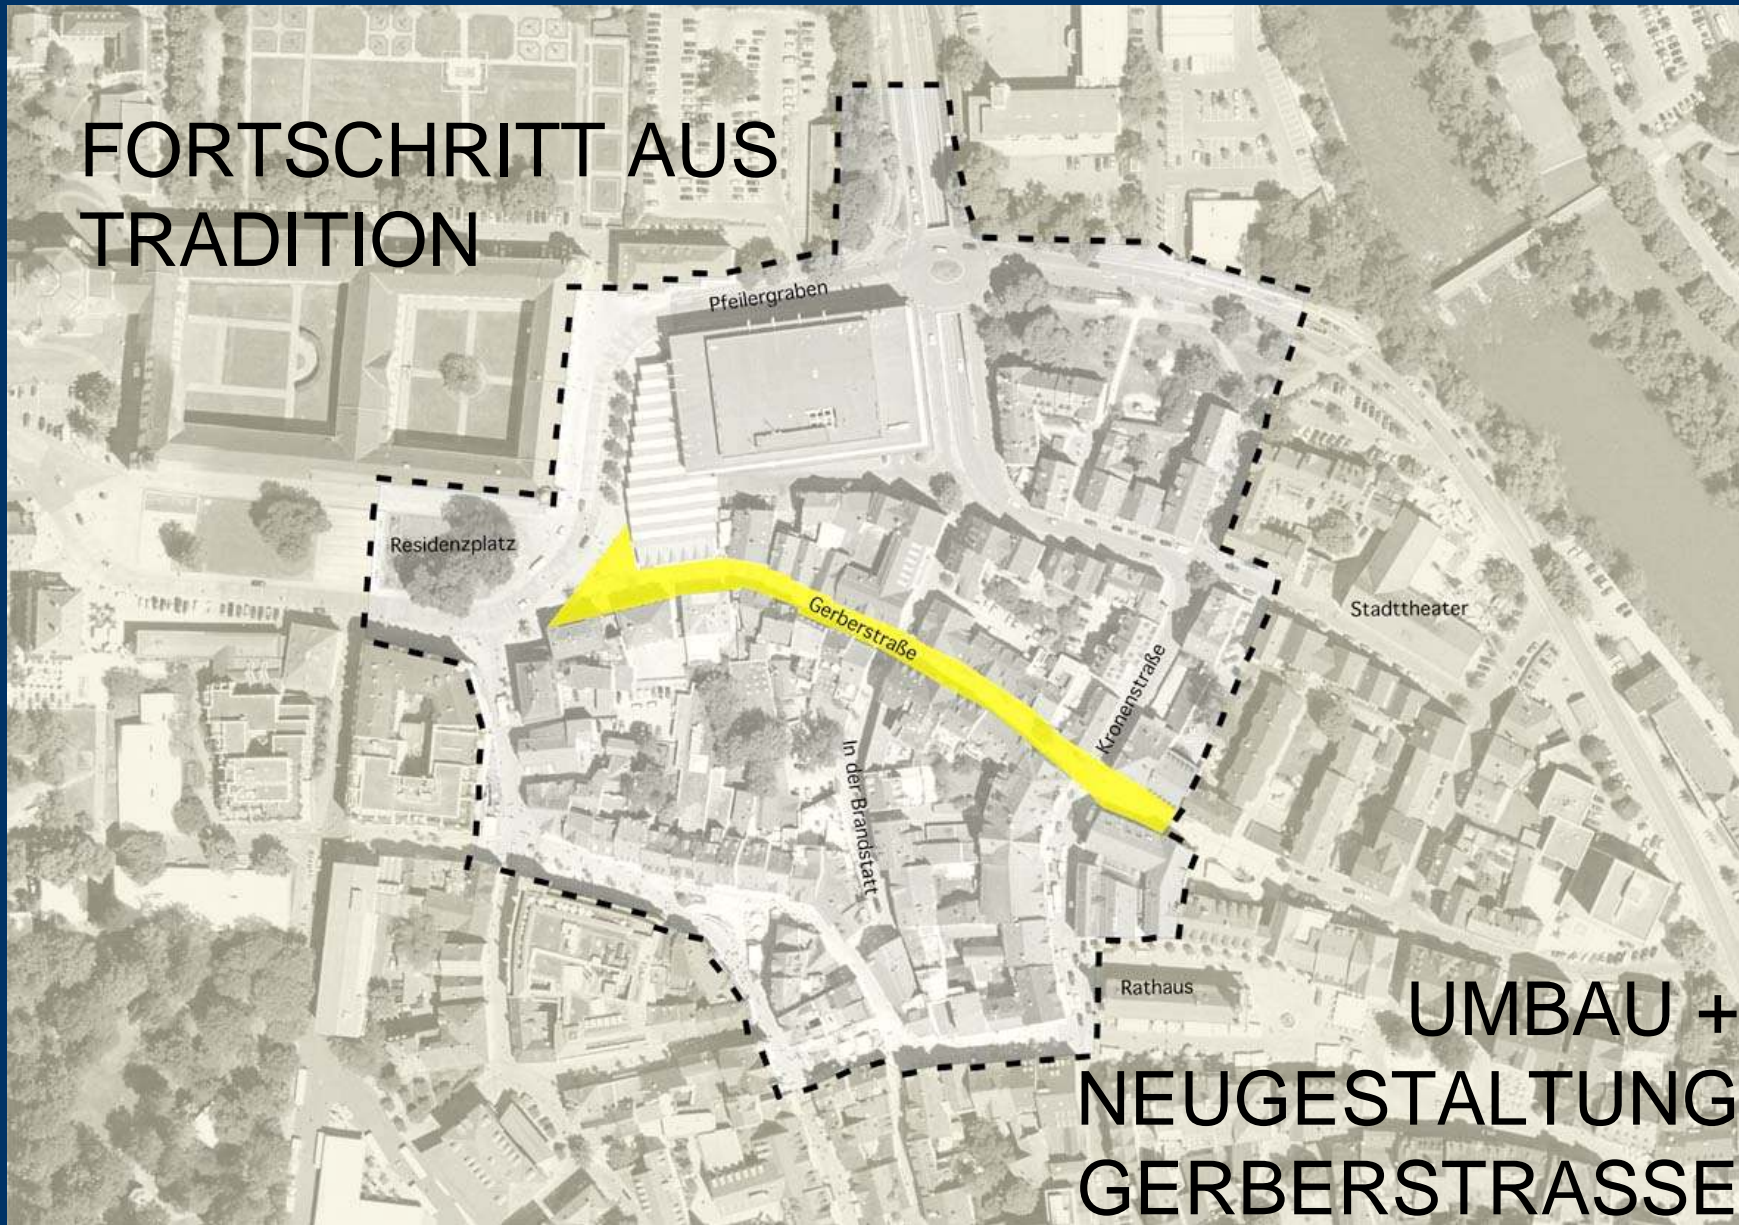 FORTSCHRITT AUS
TRADITION
Pfeilergraben
Residenzplatz
Gerberstraße
Stadttheater
Kronenstraße
In der Brandstatt
Rathaus
UMBAU +
NEUGESTALTUNG
GERBERSTRASSE